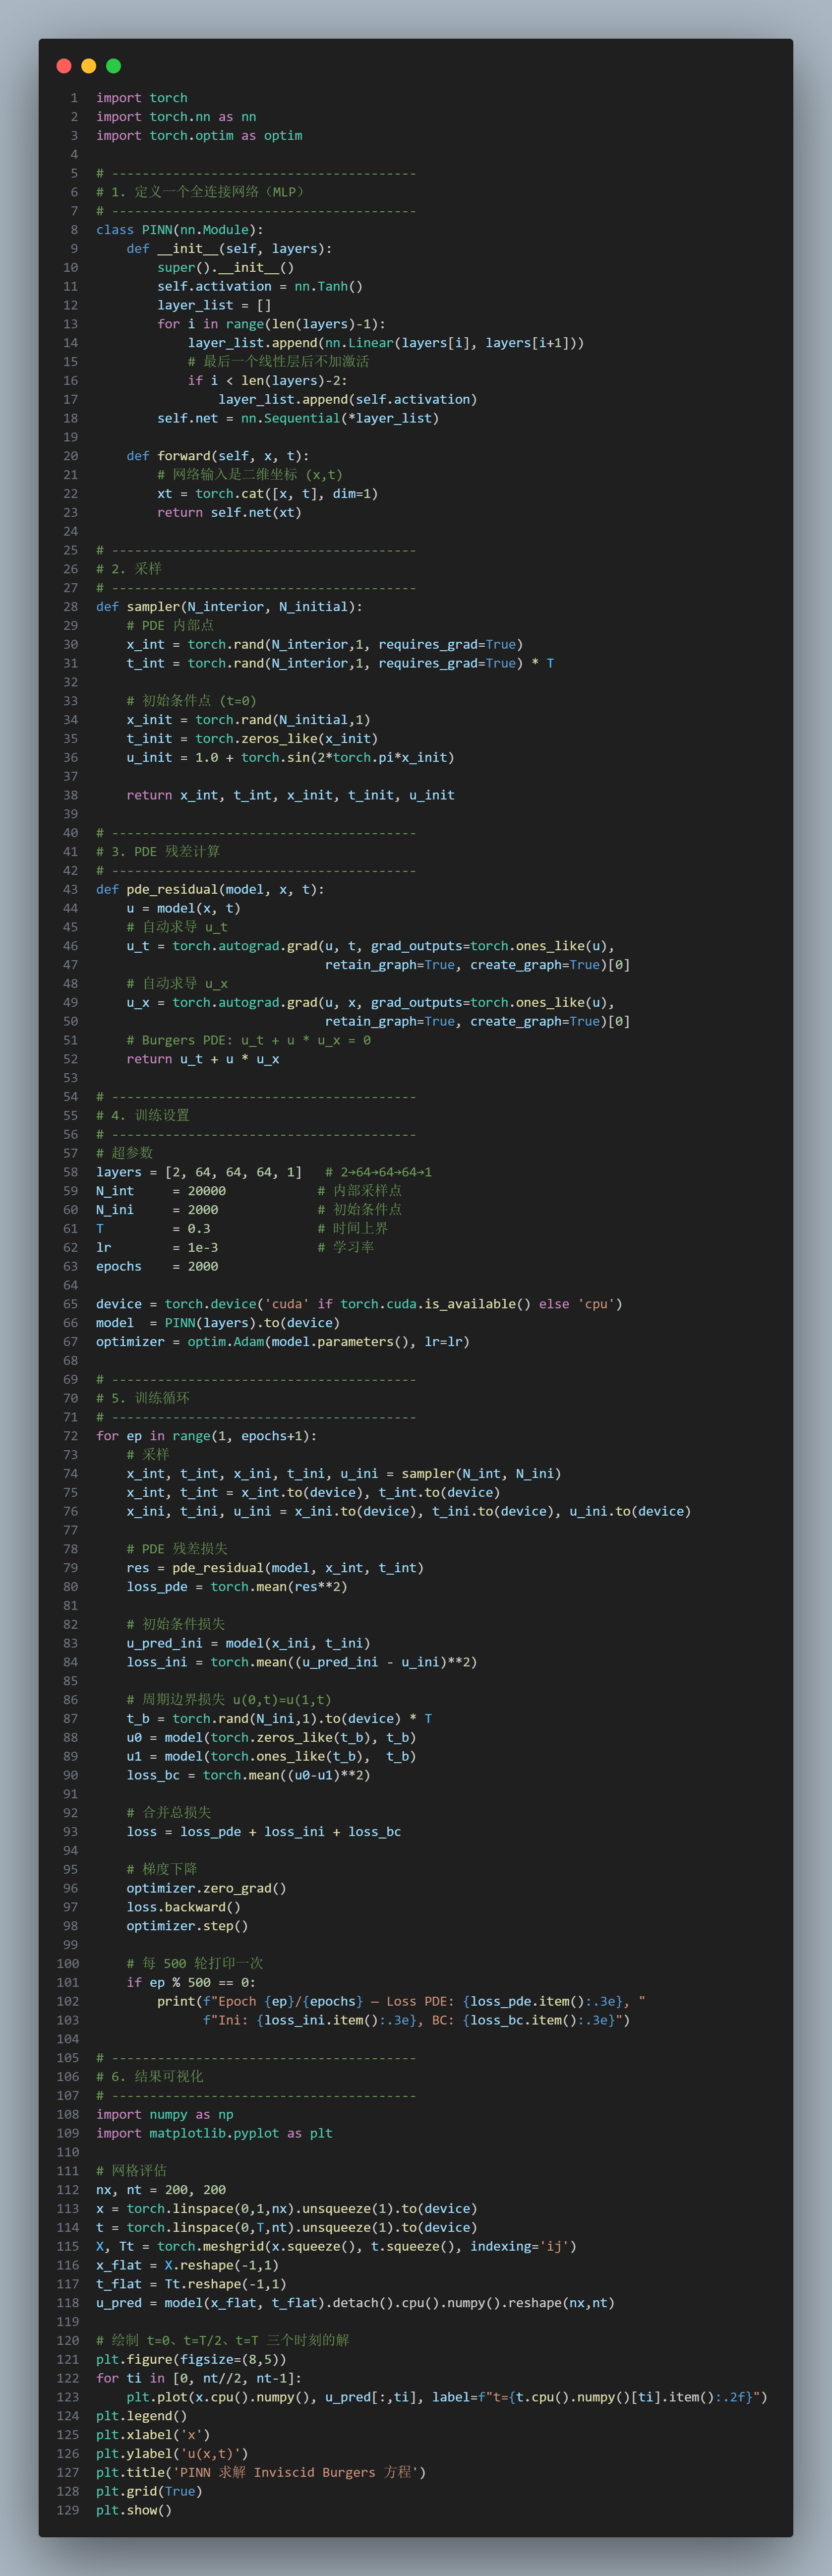 1 import torch
2 import torch.nn as nn
3 import torch.optim as optim
4
5 # ----------------------------------------
6 # 1. 定义一个全连接网络（MLP）
7 # ----------------------------------------
8 class PINN(nn.Module):
9     def __init__(self, layers):
10         super().__init__()
11         self.activation = nn.Tanh()
12         layer_list = []
13         for i in range(len(layers)-1):
14             layer_list.append(nn.Linear(layers[i], layers[i+1]))
15             # 最后一个线性层后不加激活
16             if i < len(layers)-2:
17                 layer_list.append(self.activation)
18         self.net = nn.Sequential(*layer_list)
19
20     def forward(self, x, t):
21         # 网络输入是二维坐标 (x,t)
22         xt = torch.cat([x, t], dim=1)
23         return self.net(xt)
24
25 # ----------------------------------------
26 # 2. 采样
27 # ----------------------------------------
28 def sampler(N_interior, N_initial):
29     # PDE 内部点
30     x_int = torch.rand(N_interior,1, requires_grad=True)
31     t_int = torch.rand(N_interior,1, requires_grad=True) * T
32
33     # 初始条件点 (t=0)
34     x_init = torch.rand(N_initial,1)
35     t_init = torch.zeros_like(x_init)
36     u_init = 1.0 + torch.sin(2*torch.pi*x_init)
37
38     return x_int, t_int, x_init, t_init, u_init
39
40 # ----------------------------------------
41 # 3. PDE 残差计算
42 # ----------------------------------------
43 def pde_residual(model, x, t):
44     u = model(x, t)
45     # 自动求导 u_t
46     u_t = torch.autograd.grad(u, t, grad_outputs=torch.ones_like(u),
47                               retain_graph=True, create_graph=True)[0]
48     # 自动求导 u_x
49     u_x = torch.autograd.grad(u, x, grad_outputs=torch.ones_like(u),
50                               retain_graph=True, create_graph=True)[0]
51     # Burgers PDE: u_t + u * u_x = 0
52     return u_t + u * u_x
53
54 # ----------------------------------------
55 # 4. 训练设置
56 # ----------------------------------------
57 # 超参数
58 layers = [2, 64, 64, 64, 1]   # 2→64→64→64→1
59 N_int     = 20000            # 内部采样点
60 N_ini     = 2000             # 初始条件点
61 T         = 0.3              # 时间上界
62 lr        = 1e-3             # 学习率
63 epochs    = 2000
64
65 device = torch.device('cuda' if torch.cuda.is_available() else 'cpu')
66 model  = PINN(layers).to(device)
67 optimizer = optim.Adam(model.parameters(), lr=lr)
68
69 # ----------------------------------------
70 # 5. 训练循环
71 # ----------------------------------------
72 for ep in range(1, epochs+1):
73     # 采样
74     x_int, t_int, x_ini, t_ini, u_ini = sampler(N_int, N_ini)
75     x_int, t_int = x_int.to(device), t_int.to(device)
76     x_ini, t_ini, u_ini = x_ini.to(device), t_ini.to(device), u_ini.to(device)
77
78     # PDE 残差损失
79     res = pde_residual(model, x_int, t_int)
80     loss_pde = torch.mean(res**2)
81
82     # 初始条件损失
83     u_pred_ini = model(x_ini, t_ini)
84     loss_ini = torch.mean((u_pred_ini - u_ini)**2)
85
86     # 周期边界损失 u(0,t)=u(1,t)
87     t_b = torch.rand(N_ini,1).to(device) * T
88     u0 = model(torch.zeros_like(t_b), t_b)
89     u1 = model(torch.ones_like(t_b),  t_b)
90     loss_bc = torch.mean((u0-u1)**2)
91
92     # 合并总损失
93     loss = loss_pde + loss_ini + loss_bc
94
95     # 梯度下降
96     optimizer.zero_grad()
97     loss.backward()
98     optimizer.step()
99
100     # 每 500 轮打印一次
101     if ep % 500 == 0:
102         print(f"Epoch {ep}/{epochs} — Loss PDE: {loss_pde.item():.3e}, "
103               f"Ini: {loss_ini.item():.3e}, BC: {loss_bc.item():.3e}")
104
105 # ----------------------------------------
106 # 6. 结果可视化
107 # ----------------------------------------
108 import numpy as np
109 import matplotlib.pyplot as plt
110
111 # 网格评估
112 nx, nt = 200, 200
113 x = torch.linspace(0,1,nx).unsqueeze(1).to(device)
114 t = torch.linspace(0,T,nt).unsqueeze(1).to(device)
115 X, Tt = torch.meshgrid(x.squeeze(), t.squeeze(), indexing='ij')
116 x_flat = X.reshape(-1,1)
117 t_flat = Tt.reshape(-1,1)
118 u_pred = model(x_flat, t_flat).detach().cpu().numpy().reshape(nx,nt)
119
120 # 绘制 t=0、t=T/2、t=T 三个时刻的解
121 plt.figure(figsize=(8,5))
122 for ti in [0, nt//2, nt-1]:
123     plt.plot(x.cpu().numpy(), u_pred[:,ti], label=f"t={t.cpu().numpy()[ti].item():.2f}")
124 plt.legend()
125 plt.xlabel('x')
126 plt.ylabel('u(x,t)')
127 plt.title('PINN 求解 Inviscid Burgers 方程')
128 plt.grid(True)
129 plt.show()